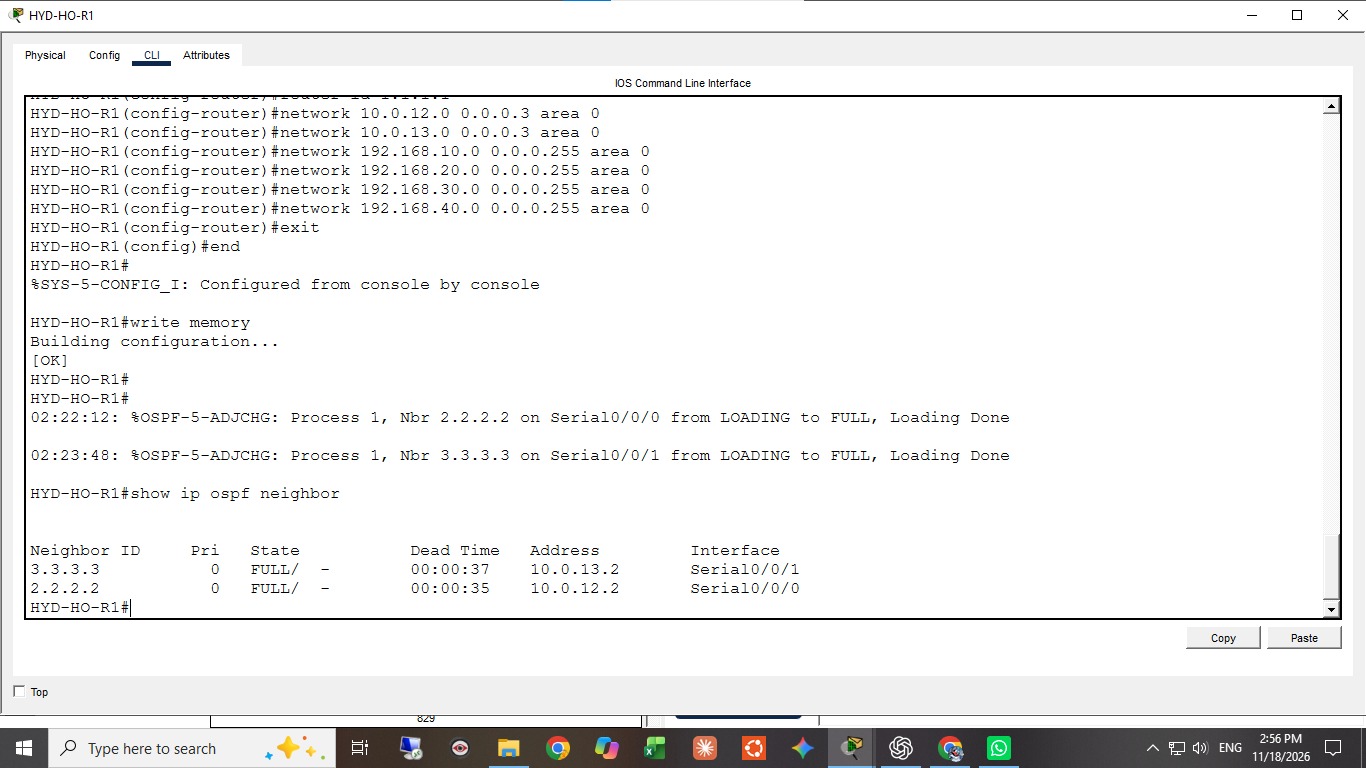 HYD-HO-R1
Physical Config CLI Attributes
IOS Command Line Interface
HYD-HO-R1(config-router)#router-id 1.1.1.1
HYD-HO-R1(config-router)#network 10.0.12.0 0.0.0.3 area 0
HYD-HO-R1(config-router)#network 10.0.13.0 0.0.0.3 area 0
HYD-HO-R1(config-router)#network 192.168.10.0 0.0.0.255 area 0
HYD-HO-R1(config-router)#network 192.168.20.0 0.0.0.255 area 0
HYD-HO-R1(config-router)#network 192.168.30.0 0.0.0.255 area 0
HYD-HO-R1(config-router)#network 192.168.40.0 0.0.0.255 area 0
HYD-HO-R1(config-router)#exit
HYD-HO-R1(config)#end
HYD-HO-R1#
%SYS-5-CONFIG_I: Configured from console by console
HYD-HO-R1#write memory
Building configuration...
[OK]
HYD-HO-R1#
HYD-HO-R1#
02:22:12: %OSPF-5-ADJCHG: Process 1, Nbr 2.2.2.2 on Serial0/0/0 from LOADING to FULL, Loading Done
02:23:48: %OSPF-5-ADJCHG: Process 1, Nbr 3.3.3.3 on Serial0/0/1 from LOADING to FULL, Loading Done
HYD-HO-R1#show ip ospf neighbor
Neighbor ID Pri State Dead Time Address Interface
3.3.3.3 0 FULL/ - 00:00:37 10.0.13.2 Serial0/0/1
2.2.2.2 0 FULL/ - 00:00:35 10.0.12.2 Serial0/0/0
HYD-HO-R1#
Copy Paste
Top
829
Type here to search
ENG
2:56 PM
11/18/2026